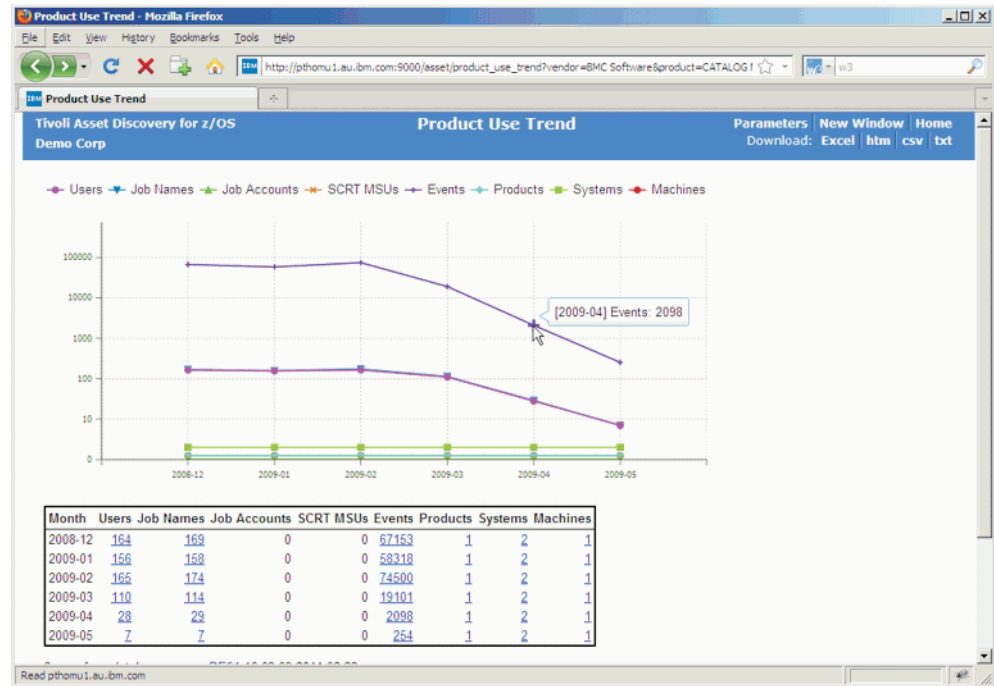 Product Use Trend - Mozilla Firefox
File Edit View History Bookmarks Tools Help
IBM http://pthomu1.au.ibm.com:9000/asset/product_use_trend?vendor=BMC Software&product=CATALOG w3
IBM Product Use Trend
Tivoli Asset Discovery for z/OS Product Use Trend Parameters New Window Home
Demo Corp Download: Excel htm csv txt
Users Job Names Job Accounts SCRT MSUs Events Products Systems Machines
100000
10000
[2009-04] Events: 2098
1000
100
10
0
2008-12 2009-01 2009-02 2009-03 2009-04 2009-05
Month Users Job Names Job Accounts SCRT MSUs Events Products Systems Machines
2008-12 164 169 0 0 67153 1 2 1
2009-01 156 158 0 0 58318 1 2 1
2009-02 165 174 0 0 74500 1 2 1
2009-03 110 114 0 0 19101 1 2 1
2009-04 28 29 0 0 2098 1 2 1
2009-05 7 7 0 0 254 1 2 1
Read pthomu1.au.ibm.com